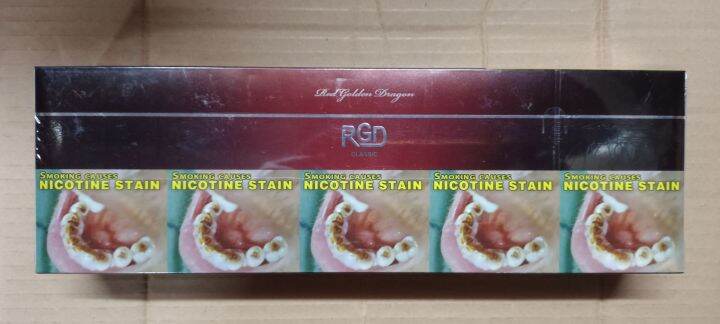 Red Golden Dragon
RGD
CLASSIC
SMOKING CAUSES
NICOTINE STAIN
SMOKING CAUSES
NICOTINE STAIN
SMOKING CAUSES
NICOTINE STAIN
SMOKING CAUSES
NICOTINE STAIN
SMOKING CAUSES
NICOTINE STAIN